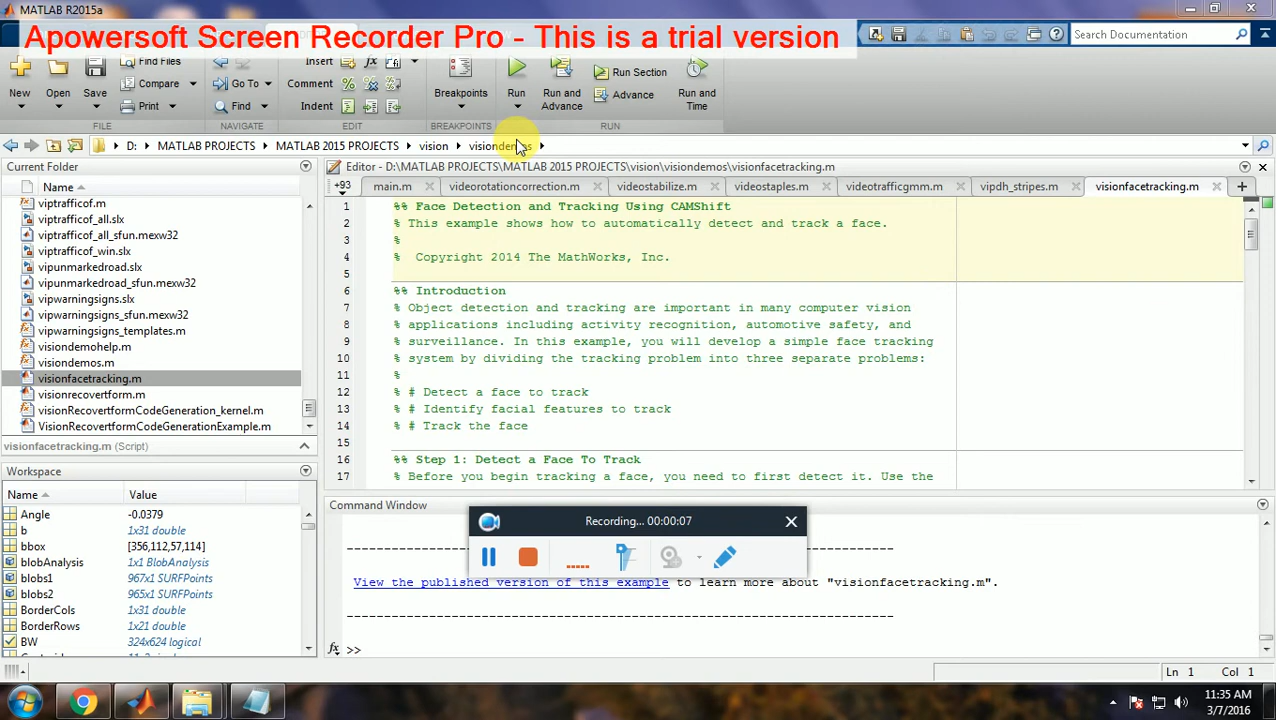 MATLAB R2015a
Apowersoft Screen Recorder Pro - This is a trial version
Search Documentation
New
Open
Save
Find Files
Compare
Print
FILE
Go To
Find
NAVIGATE
Insert
Comment
Indent
EDIT
Breakpoints
BREAKPOINTS
Run
Run and
Advance
Run Section
Advance
Run and
Time
RUN
D:
MATLAB PROJECTS
MATLAB 2015 PROJECTS
vision
visiondemos
Current Folder
Name
viptrafficof.m
viptrafficof_all.slx
viptrafficof_all_sfun.mexw32
viptrafficof_win.slx
vipunmarkedroad.slx
vipunmarkedroad_sfun.mexw32
vipwarningsigns.slx
vipwarningsigns_sfun.mexw32
vipwarningsigns_templates.m
visiondemohelp.m
visiondemos.m
visionfacetracking.m
visionrecovertform.m
visionRecovertformCodeGeneration_kernel.m
VisionRecovertformCodeGenerationExample.m
visionfacetracking.m (Script)
Workspace
Name Value
Angle -0.0379
b 1x31 double
bbox [356,112,57,114]
blobAnalysis 1x1 BlobAnalysis
blobs1 967x1 SURFPoints
blobs2 965x1 SURFPoints
BorderCols 1x31 double
BorderRows 1x21 double
BW 324x624 logical
Editor - D:\MATLAB PROJECTS\MATLAB 2015 PROJECTS\vision\visiondemos\visionfacetracking.m
+93 main.m videorotationcorrection.m videostabilize.m videostaples.m videotrafficgmm.m vipdh_stripes.m visionfacetracking.m
1 %% Face Detection and Tracking Using CAMShift
2 % This example shows how to automatically detect and track a face.
3 %
4 % Copyright 2014 The MathWorks, Inc.
5
6 %% Introduction
7 % Object detection and tracking are important in many computer vision
8 % applications including activity recognition, automotive safety, and
9 % surveillance. In this example, you will develop a simple face tracking
10 % system by dividing the tracking problem into three separate problems:
11 %
12 % # Detect a face to track
13 % # Identify facial features to track
14 % # Track the face
15
16 %% Step 1: Detect a Face To Track
17 % Before you begin tracking a face, you need to first detect it. Use the
Command Window
Recording... 00:00:07
View the published version of this example to learn more about "visionfacetracking.m".
fx >>
Ln 1 Col 1
11:35 AM
3/7/2016